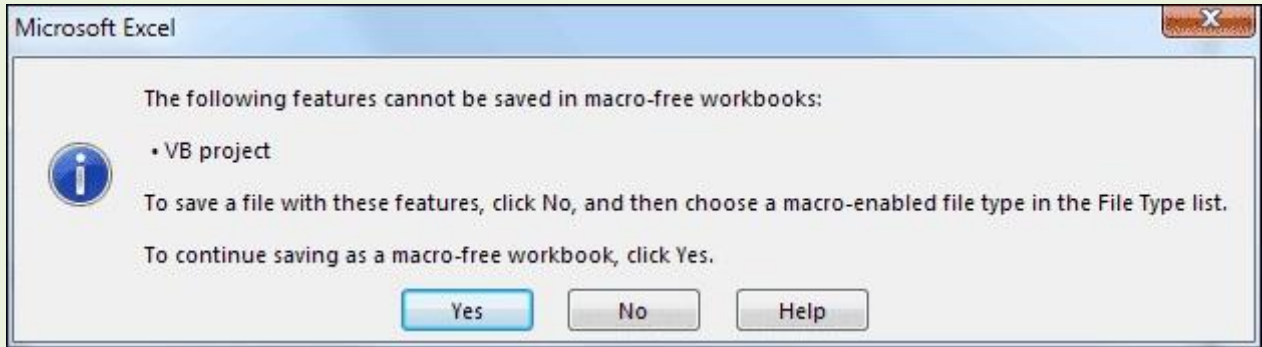 Microsoft Excel
The following features cannot be saved in macro-free workbooks:
• VB project
To save a file with these features, click No, and then choose a macro-enabled file type in the File Type list.
To continue saving as a macro-free workbook, click Yes.
Yes No Help